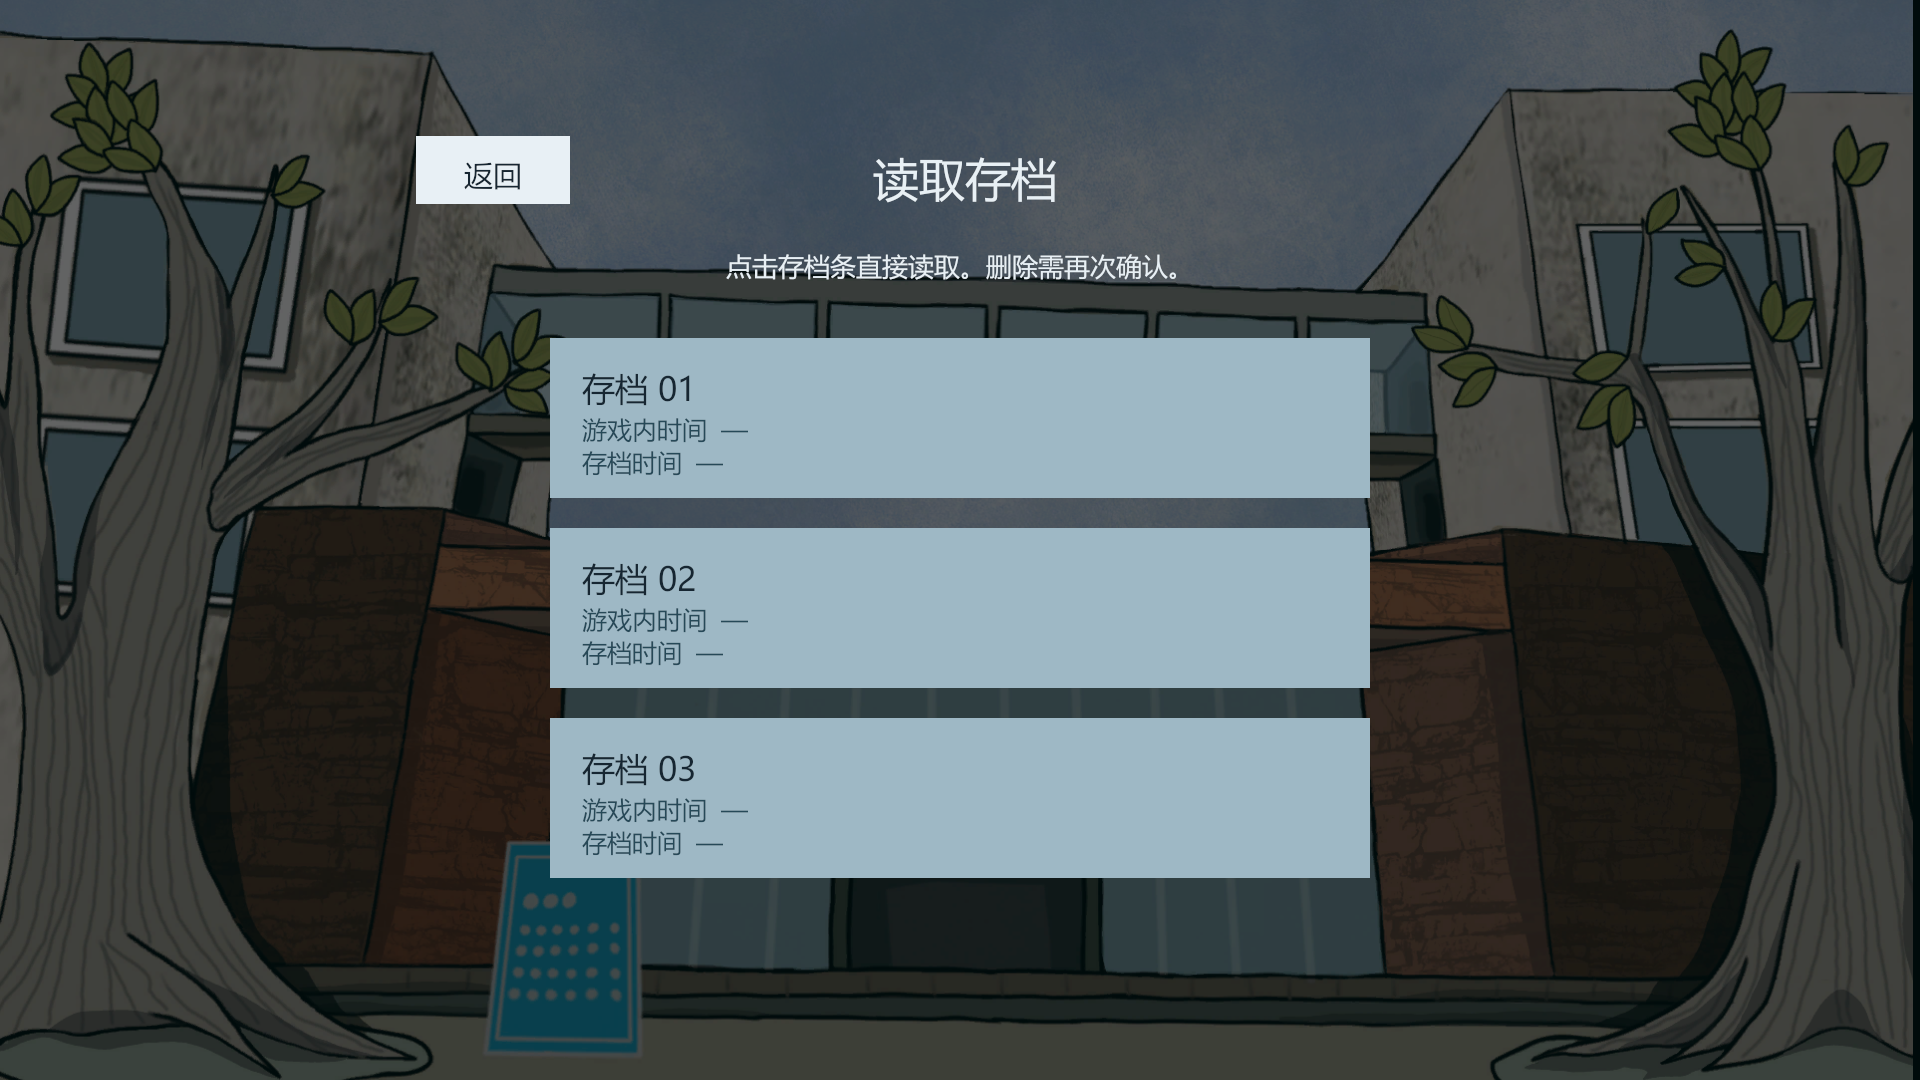 返回
读取存档
点击存档条直接读取。删除需再次确认。
存档 01
游戏内时间 —
存档时间 —
存档 02
游戏内时间 —
存档时间 —
存档 03
游戏内时间 —
存档时间 —